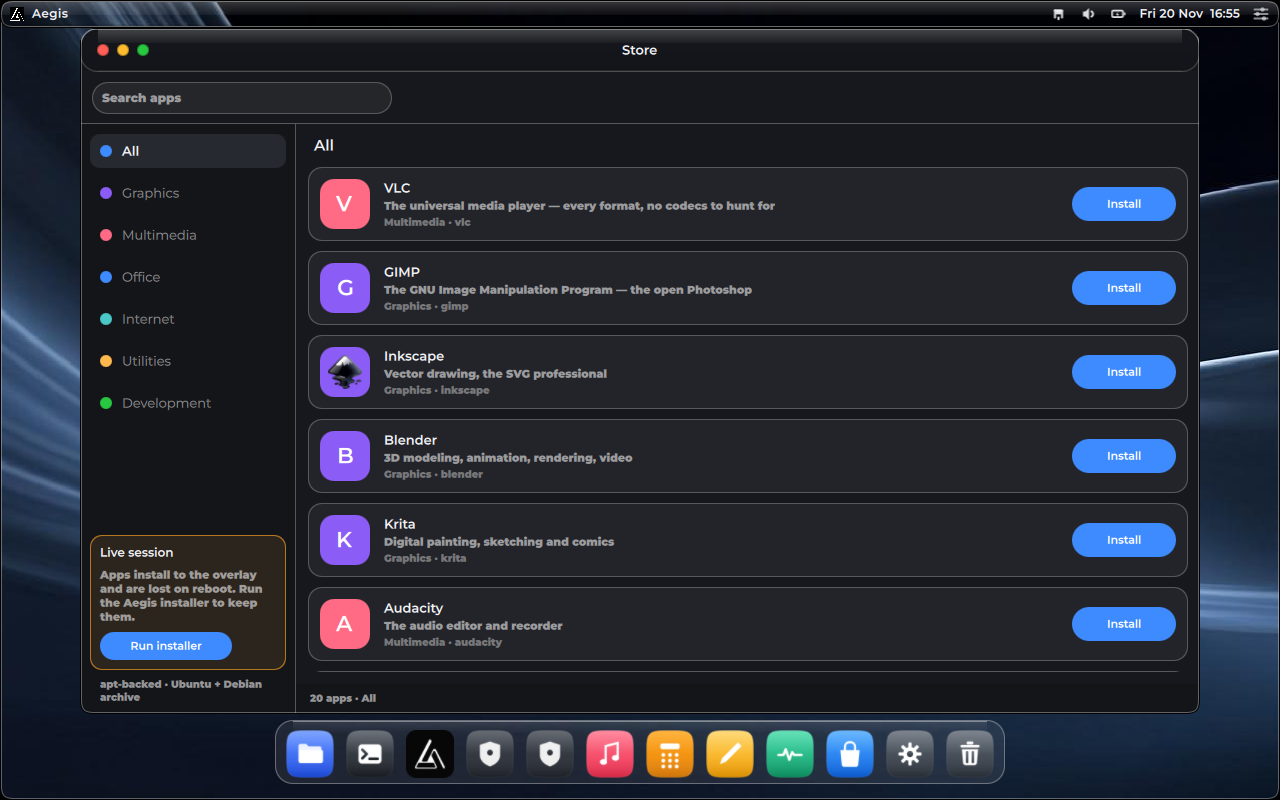 Aegis
Fri 20 Nov 16:55
Store
Search apps
All
Graphics
Multimedia
Office
Internet
Utilities
Development
Live session
Apps install to the overlay
and are lost on reboot. Run
the Aegis installer to keep
them.
Run installer
apt-backed • Ubuntu + Debian
archive
All
V
VLC
The universal media player — every format, no codecs to hunt for
Multimedia • vlc
Install
G
GIMP
The GNU Image Manipulation Program — the open Photoshop
Graphics • gimp
Install
Inkscape
Vector drawing, the SVG professional
Graphics • inkscape
Install
B
Blender
3D modeling, animation, rendering, video
Graphics • blender
Install
K
Krita
Digital painting, sketching and comics
Graphics • krita
Install
A
Audacity
The audio editor and recorder
Multimedia • audacity
Install
20 apps • All